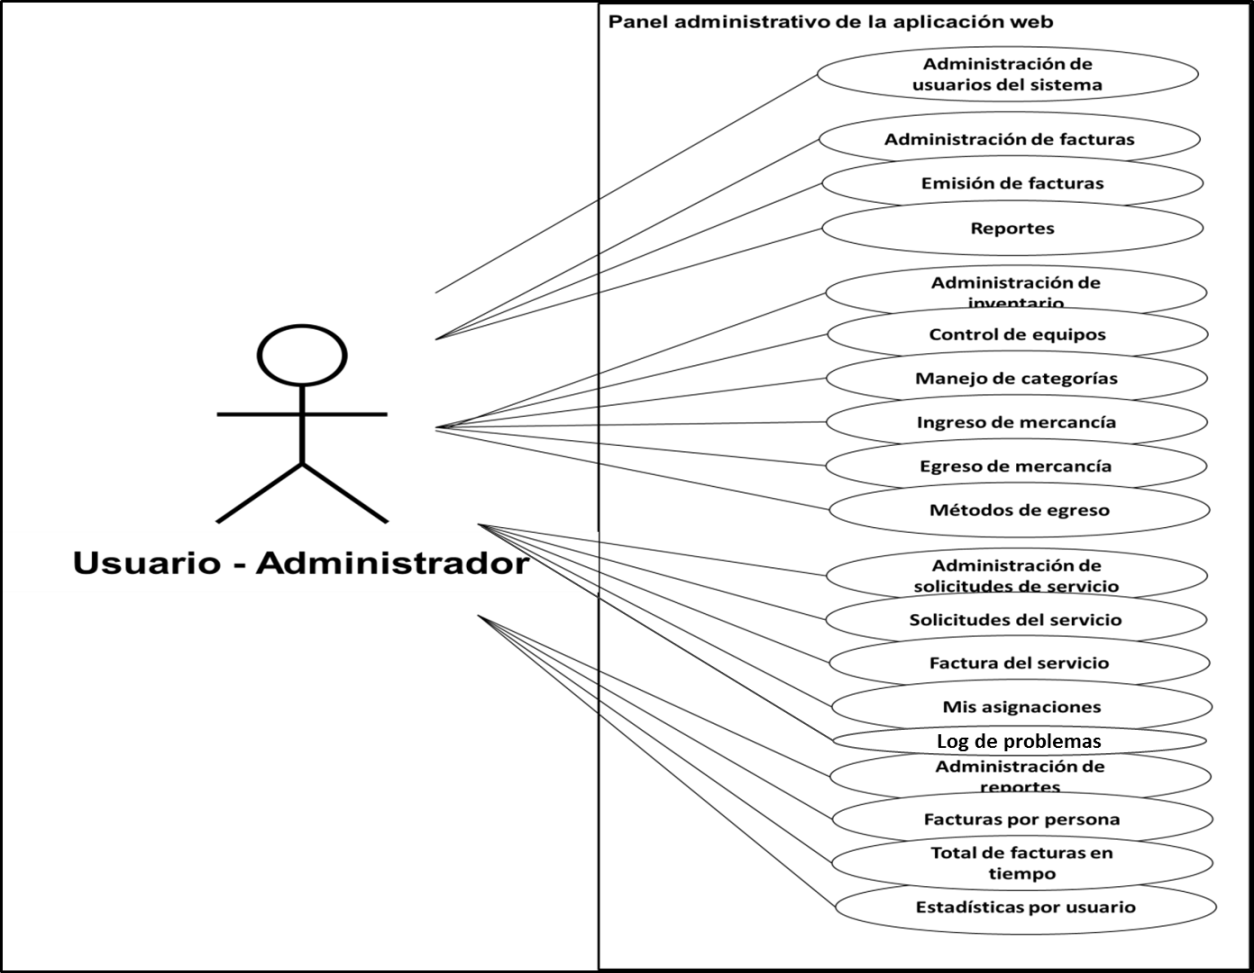 Panel administrativo de la aplicación web
Administración de
usuarios del sistema
Administración de facturas
Emisión de facturas
Reportes
Administración de
inventario
Control de equipos
Manejo de categorías
Ingreso de mercancía
Egreso de mercancía
Métodos de egreso
Usuario - Administrador
Administración de
solicitudes de servicio
Solicitudes del servicio
Factura del servicio
Mis asignaciones
Log de problemas
Administración de
reportes
Facturas por persona
Total de facturas en
tiempo
Estadísticas por usuario